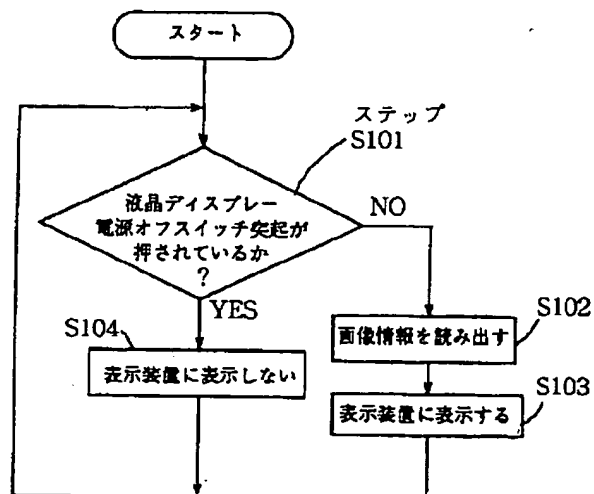 スタート
ステップ
S101
液晶ディスプレー
電源オフスイッチ突起が
押されているか
?
NO
YES
S104
表示装置に表示しない
S102
画像情報を読み出す
S103
表示装置に表示する